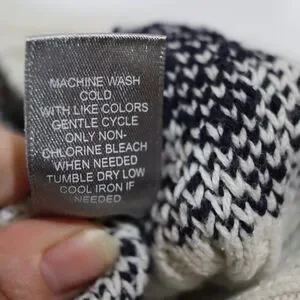 MACHINE WASH
COLD
WITH LIKE COLORS
GENTLE CYCLE
ONLY NON-
CHLORINE BLEACH
WHEN NEEDED
TUMBLE DRY LOW
COOL IRON IF
NEEDED